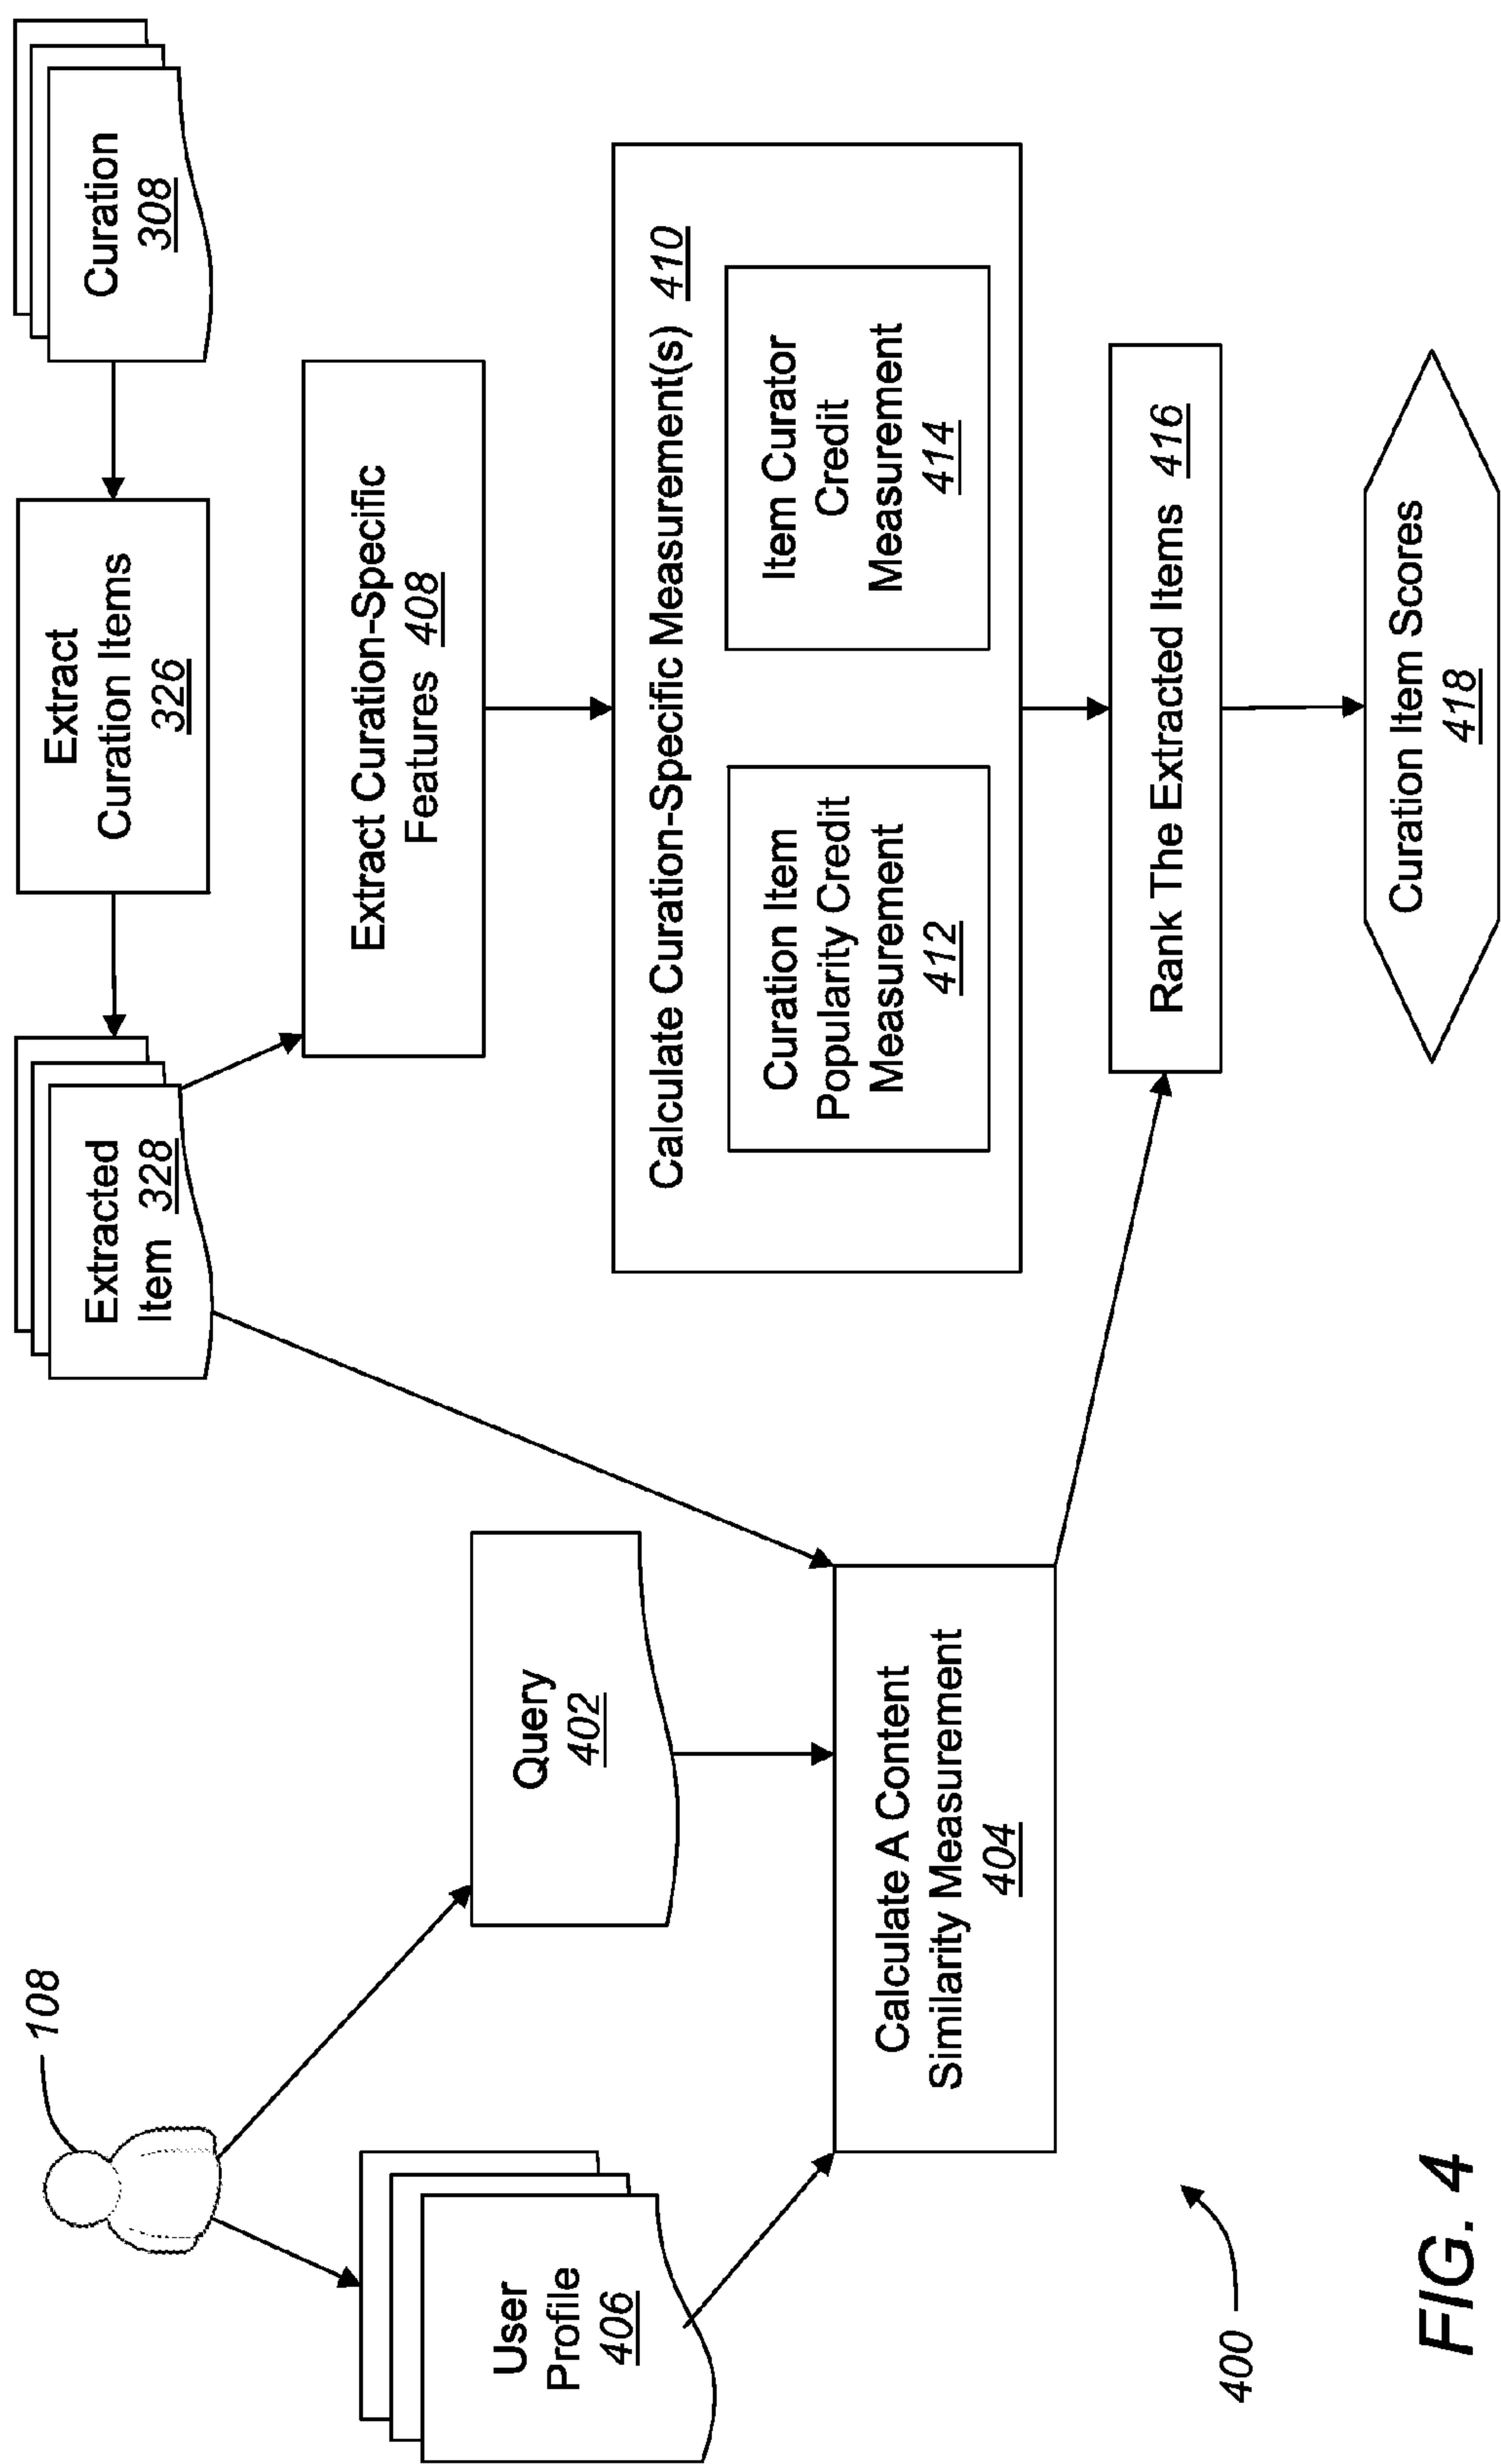 108
User
Profile
406
Query
402
Extracted
Item 328
Extract
Curation Items
326
Curation
308
Extract Curation-Specific
Features 408
Calculate Curation-Specific Measurement(s) 410
Curation Item
Popularity Credit
Measurement
412
Item Curator
Credit
Measurement
414
Calculate A Content
Similarity Measurement
404
Rank The Extracted Items 416
Curation Item Scores
418
400
FIG. 4